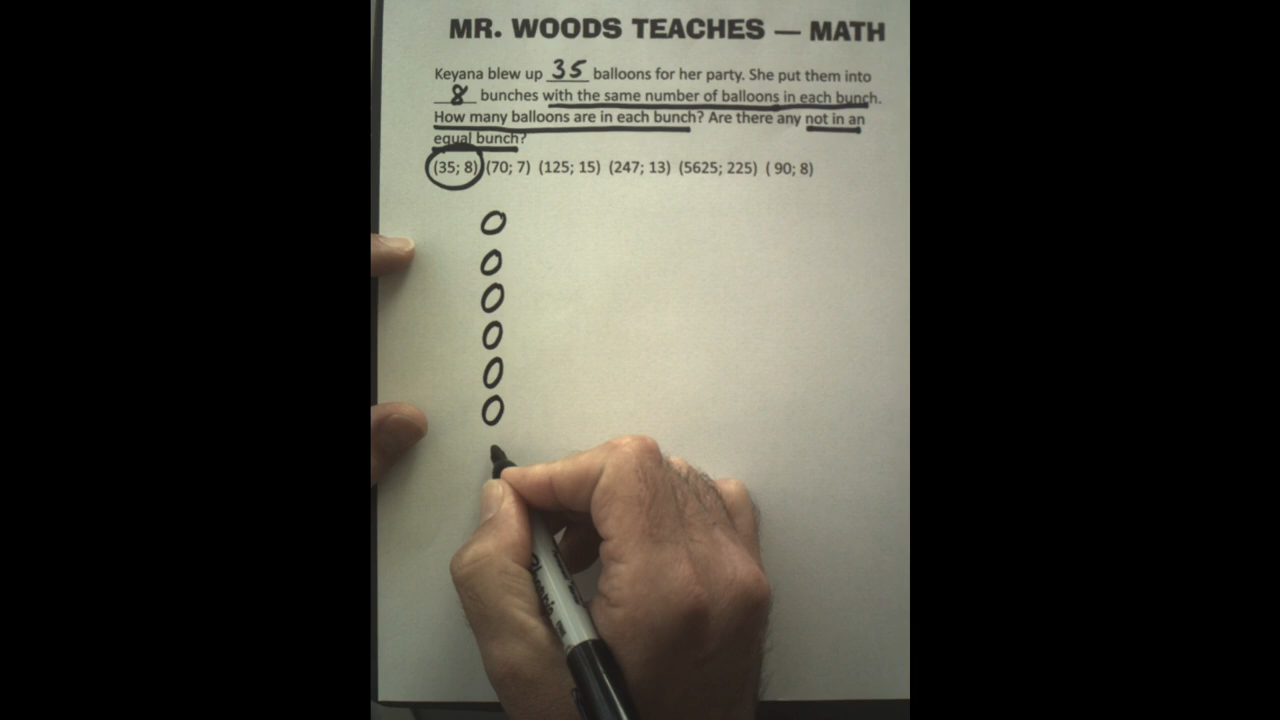 MR. WOODS TEACHES — MATH
Keyana blew up 35 balloons for her party. She put them into
8 bunches with the same number of balloons in each bunch.
How many balloons are in each bunch? Are there any not in an
equal bunch?
(35; 8) (70; 7) (125; 15) (247; 13) (5625; 225) ( 90; 8)
Sharpie